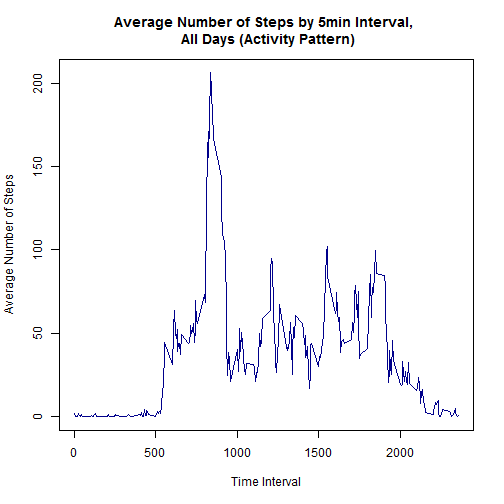 Average Number of Steps by 5min Interval,
All Days (Activity Pattern)
Average Number of Steps
200
150
100
50
0
0 500 1000 1500 2000
Time Interval